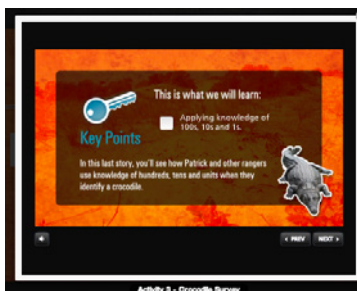 This is what we will learn:
Applying knowledge of
100s, 10s and 1s.
Key Points
In this last story, you'll see how Patrick and other rangers
use knowledge of hundreds, tens and units when they
identify a crocodile.
‹ PREV
NEXT ›
Activity 3 - Crocodile Survey